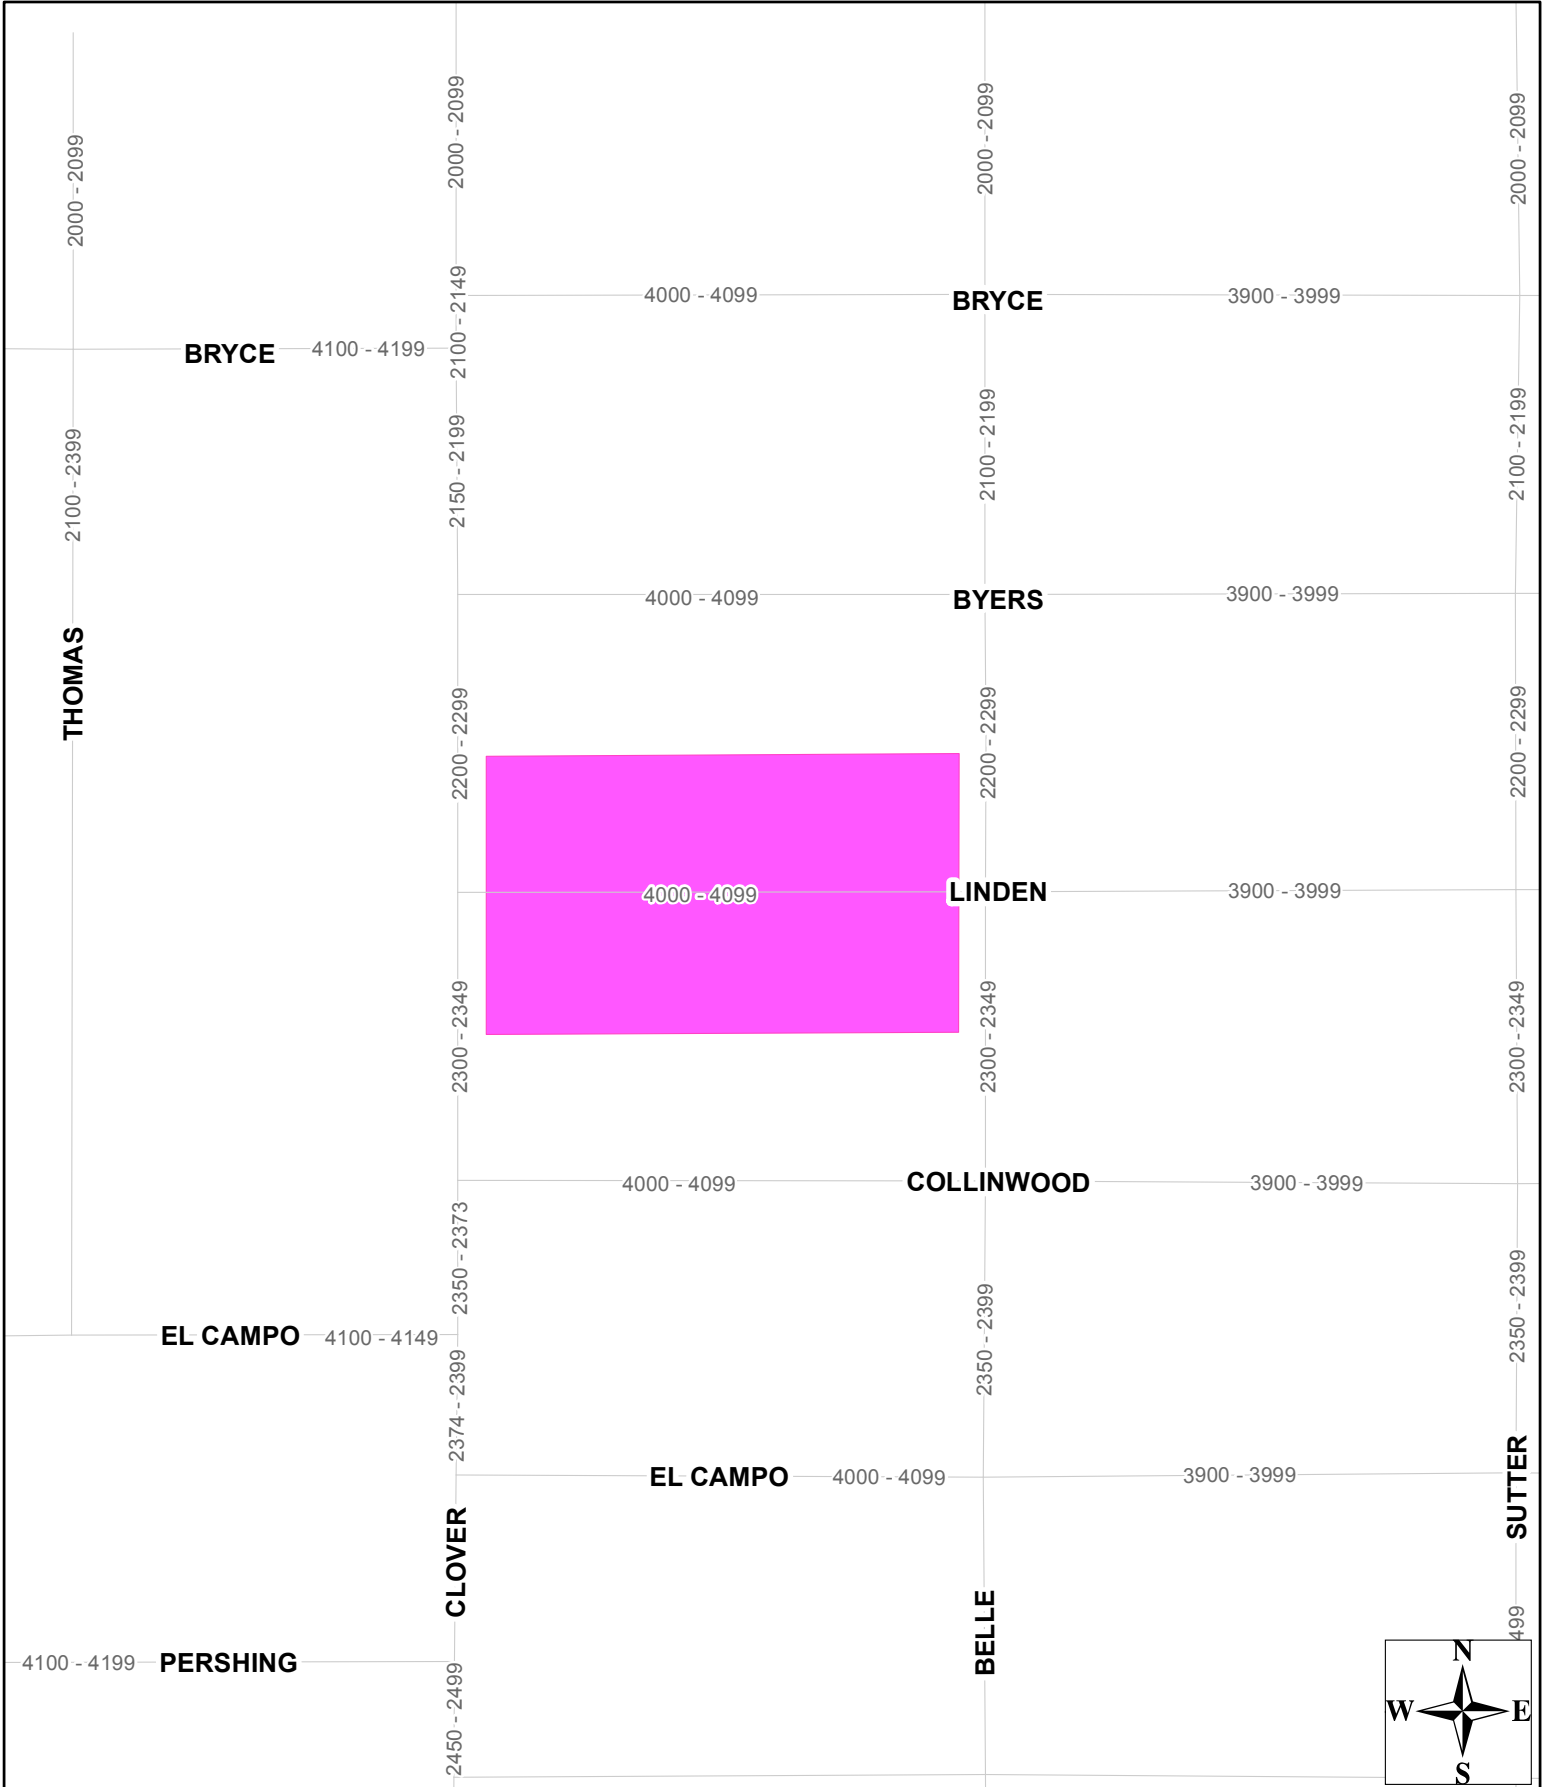 2000 - 2099
2000 - 2099
2000 - 2099
2000 - 2099
2100 - 2149
4000 - 4099
BRYCE
3900 - 3999
BRYCE
4100 - 4199
2100 - 2399
2150 - 2199
2100 - 2199
2100 - 2199
4000 - 4099
BYERS
3900 - 3999
THOMAS
2200 - 2299
2200 - 2299
2200 - 2299
4000 - 4099
LINDEN
3900 - 3999
2300 - 2349
2300 - 2349
2300 - 2349
4000 - 4099
COLLINWOOD
3900 - 3999
2350 - 2373
2350 - 2399
2350 - 2399
EL CAMPO
4100 - 4149
2374 - 2399
EL CAMPO
4000 - 4099
3900 - 3999
SUTTER
CLOVER
BELLE
499
4100 - 4199
PERSHING
2450 - 2499
N
W
E
S